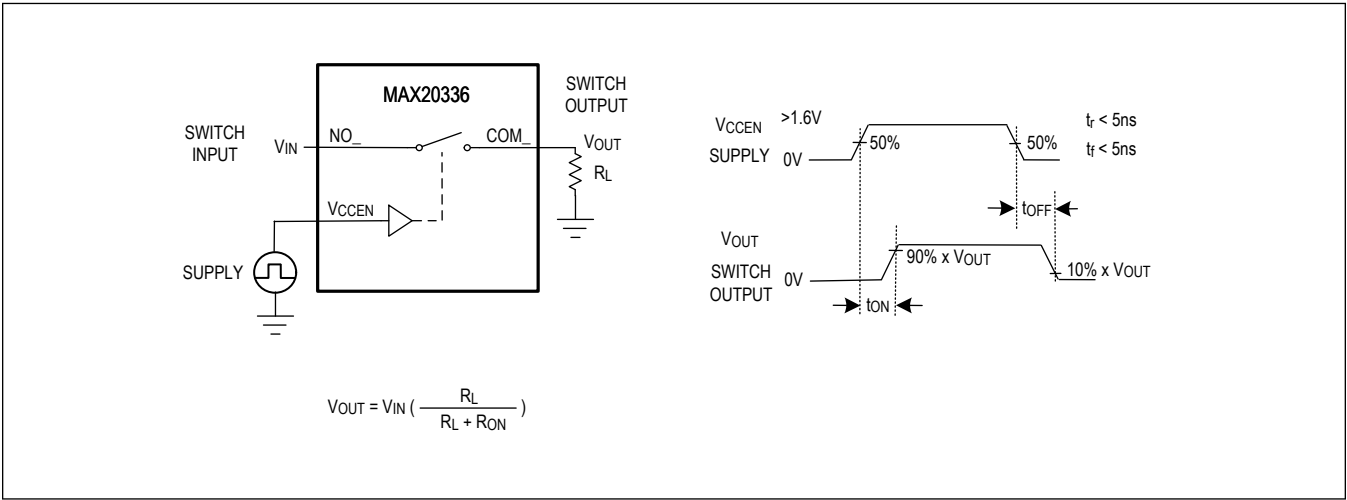 MAX20336
SWITCH
INPUT
VIN
NO_
COM_
SWITCH
OUTPUT
VOUT
RL
VCCEN
SUPPLY
VOUT = VIN ( RL / RL + RON )
VCCEN >1.6V
SUPPLY 0V
50%
50%
tr < 5ns
tf < 5ns
tOFF
VOUT
SWITCH
OUTPUT
0V
90% x VOUT
10% x VOUT
tON